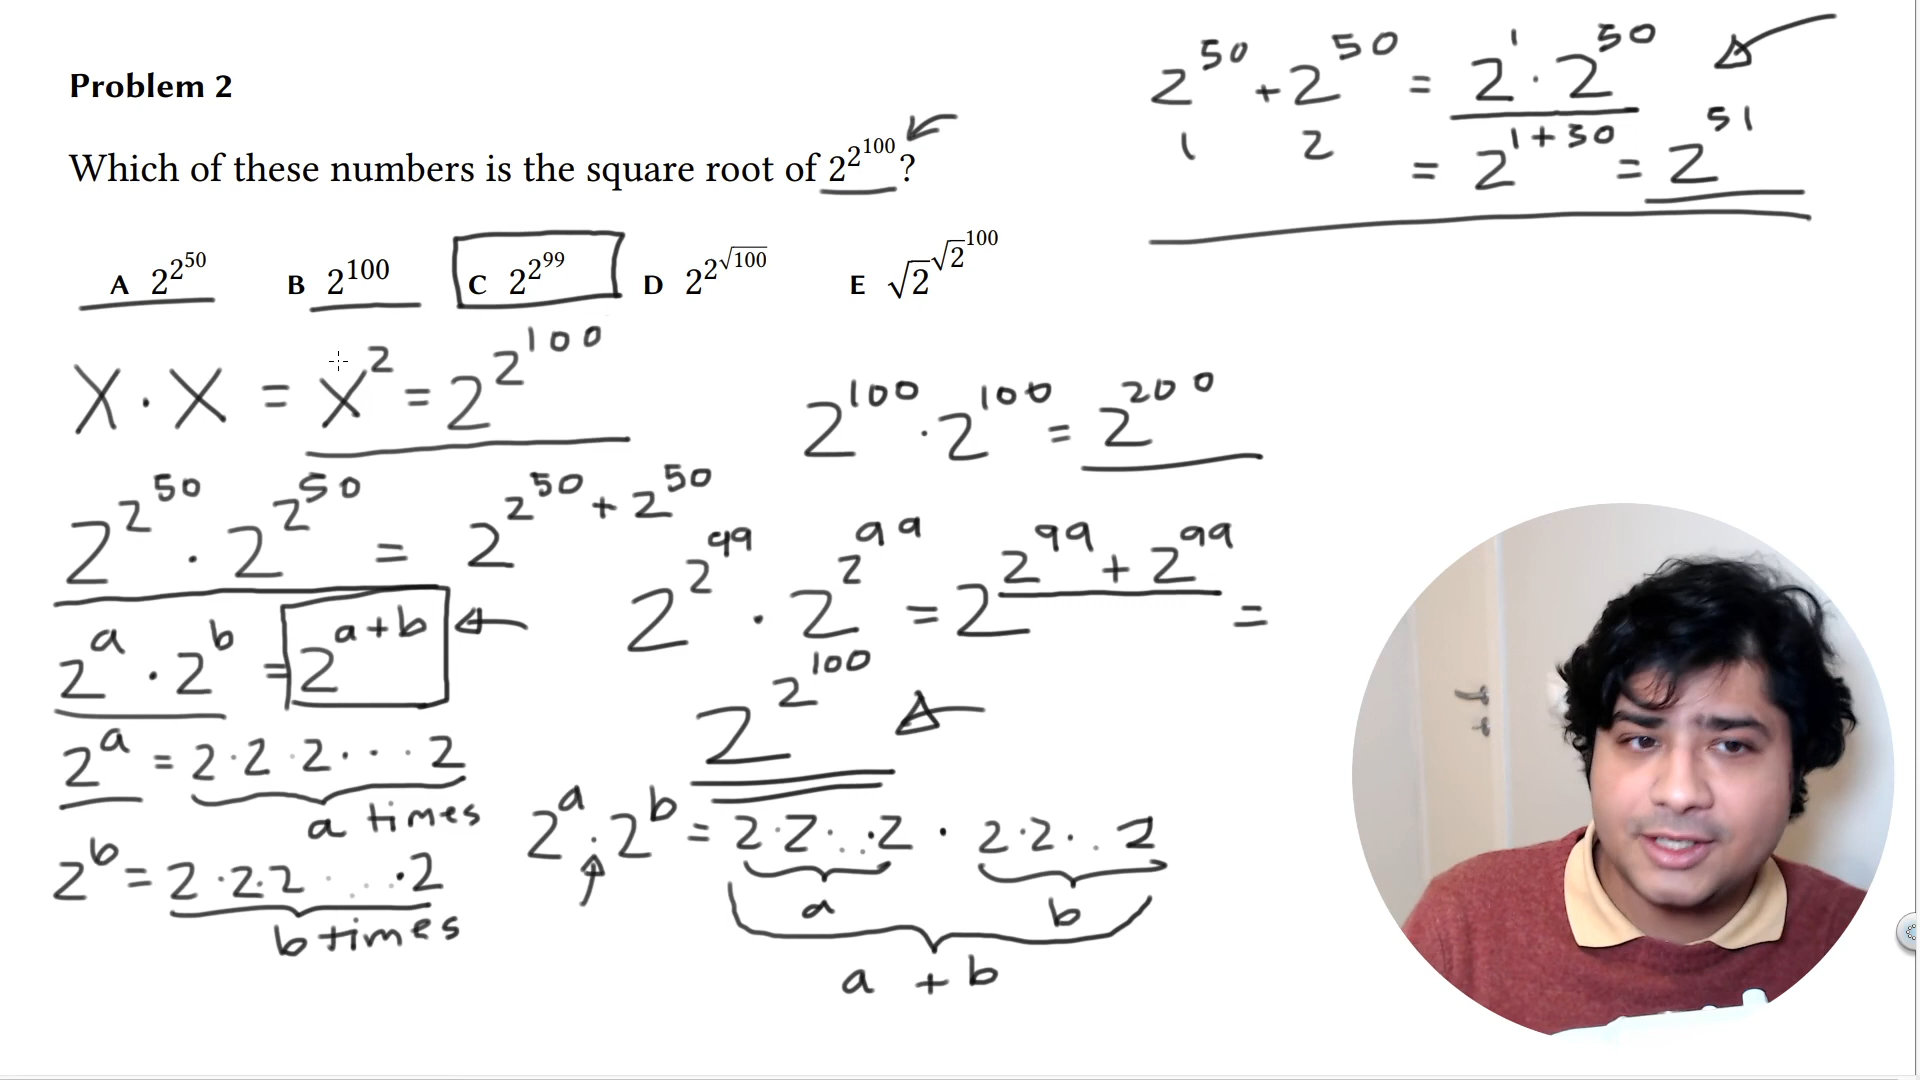 Problem 2
Which of these numbers is the square root of 2^{2^{100}}?
A 2^{2^{50}} B 2^{100} C 2^{2^{99}} D 2^{2^{√100}} E √2^{√2^{100}}
2^{50} + 2^{50} = 2^1 · 2^{50}
1 2
= 2^{1+50} = 2^{51}
X · X = X^2 = 2^{2^{100}}
2^{100} · 2^{100} = 2^{200}
2^{2^{50}} · 2^{2^{50}} = 2^{2^{50} + 2^{50}}
2^{2^{99}} · 2^{2^{99}} = 2^{2^{99} + 2^{99}} =
2^{2^{100}}
2^a · 2^b = 2^{a+b}
2^a = 2·2·2···2
a times
2^b = 2·2·2....·2
b times
2^a · 2^b = 2·2·..·2 · 2·2·..2
a b
a + b